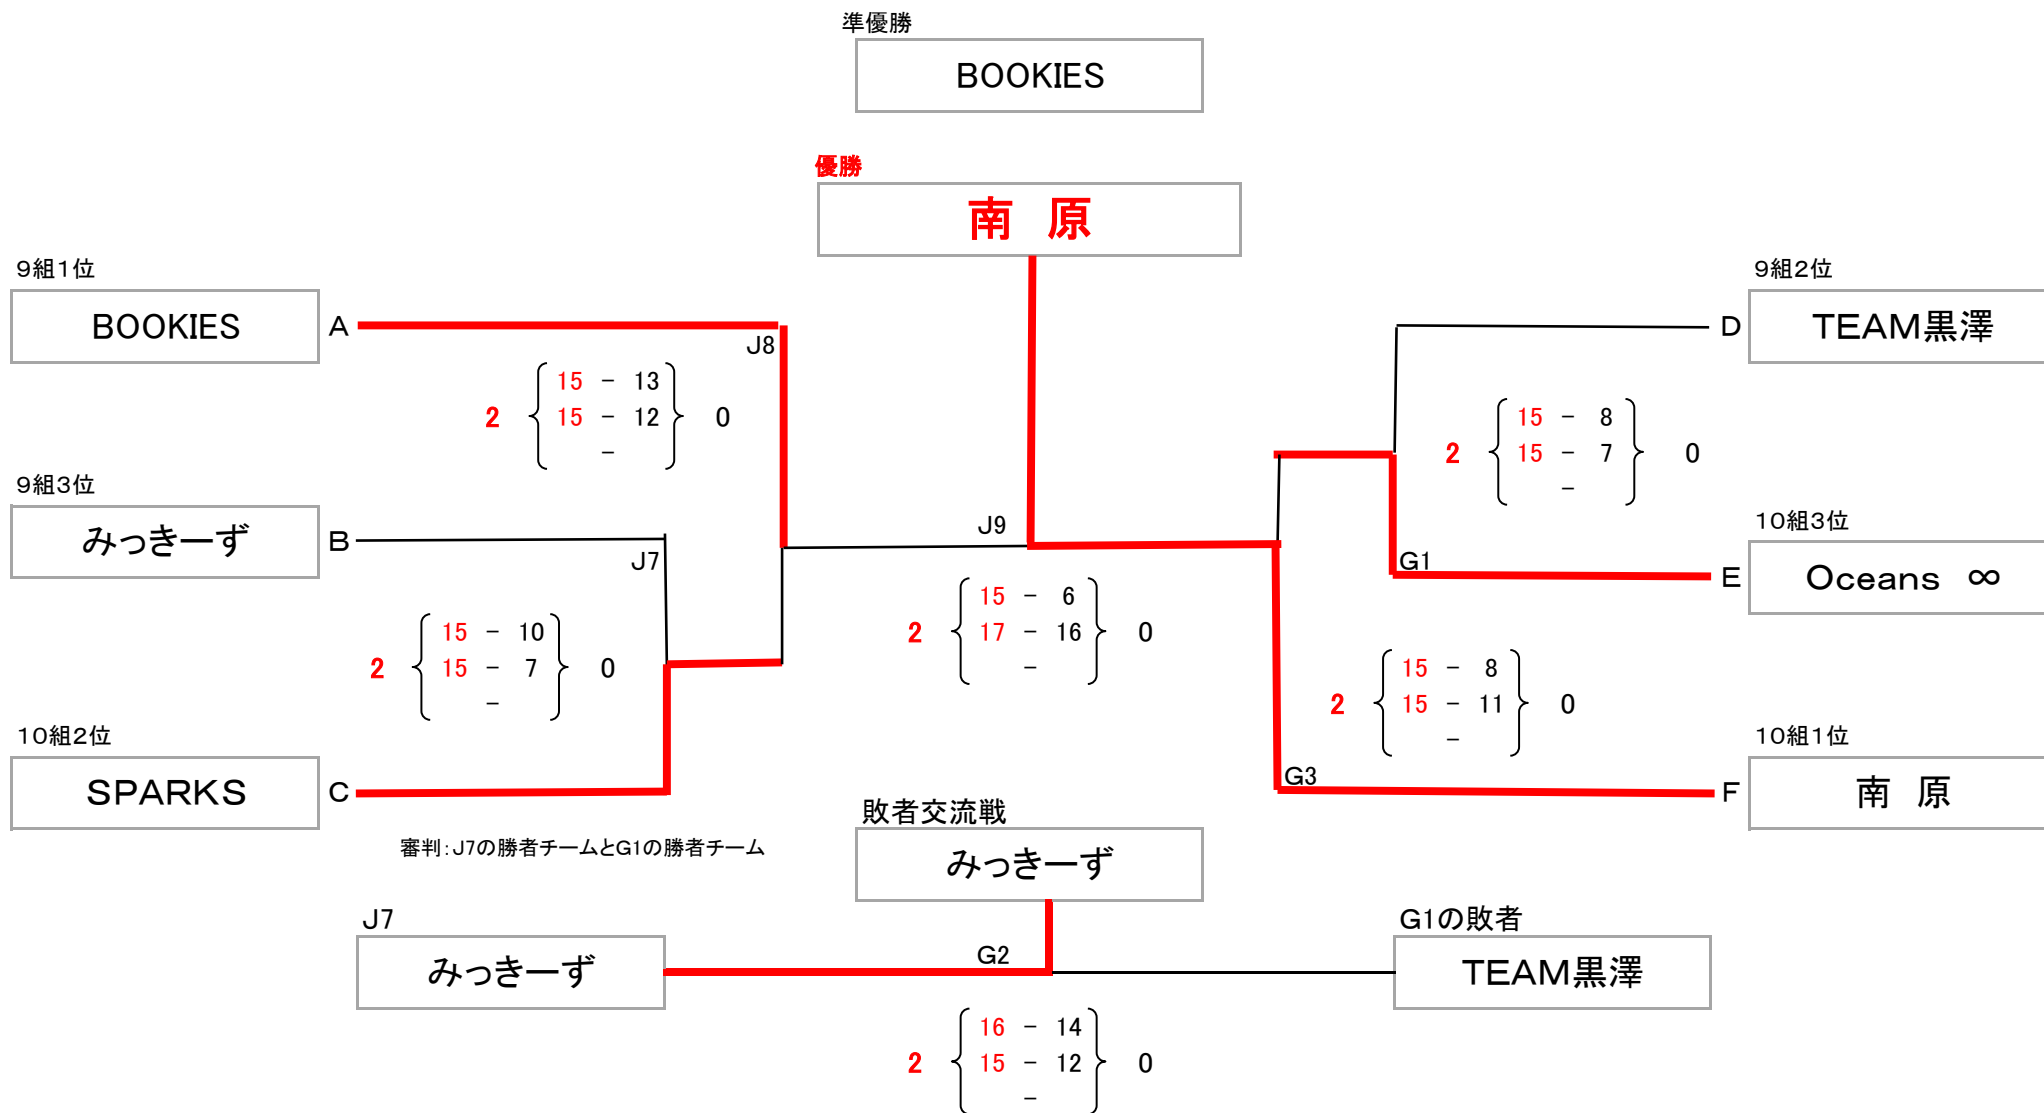 準優勝
BOOKIES
優勝
南　原
9組1位
9組2位
BOOKIES
A
D
TEAM黒澤
J8
15 － 13
2
15 － 12
0
－
15 － 8
2
15 － 7
0
－
9組3位
10組3位
みっきーず
B
J9
J7
G1
E
Oceans ∞
15 － 6
2
17 － 16
0
－
15 － 10
2
15 － 7
0
－
15 － 8
2
15 － 11
0
－
10組2位
10組1位
SPARKS
C
G3
F
南　原
敗者交流戦
審判：J7の勝者チームとG1の勝者チーム
みっきーず
J7
G1の敗者
みっきーず
G2
TEAM黒澤
16 － 14
2
15 － 12
0
－